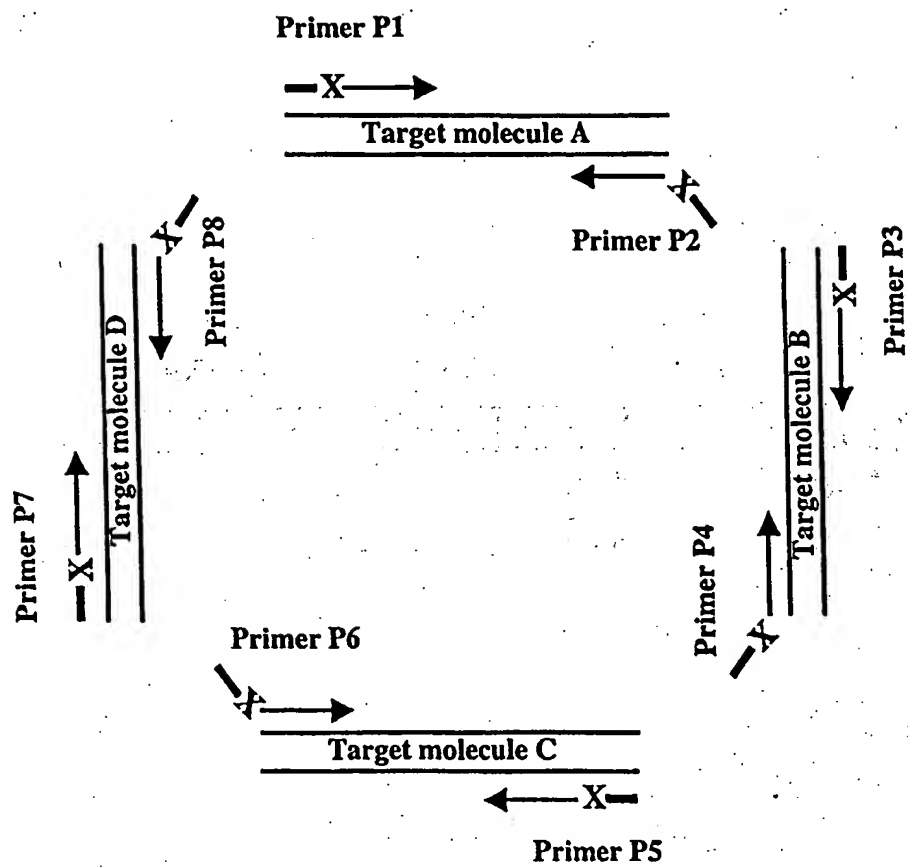 Primer P1
X
Target molecule A
X
Primer P2
X
Primer P8
Target molecule D
X
Primer P3
Target molecule B
Primer P7
X
Primer P4
X
Primer P6
X
Target molecule C
X
Primer P5